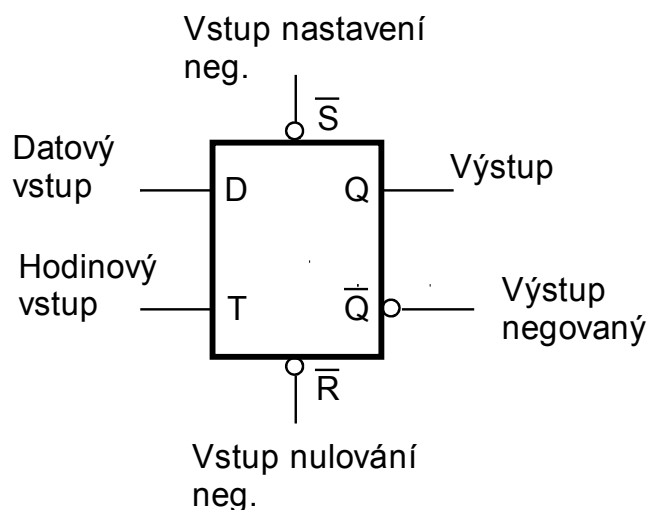 Vstup nastavení
neg.
S̅
Datový
vstup
D
Q
Výstup
Hodinový
vstup
T
Q̅
Výstup
negovaný
R̅
Vstup nulování
neg.